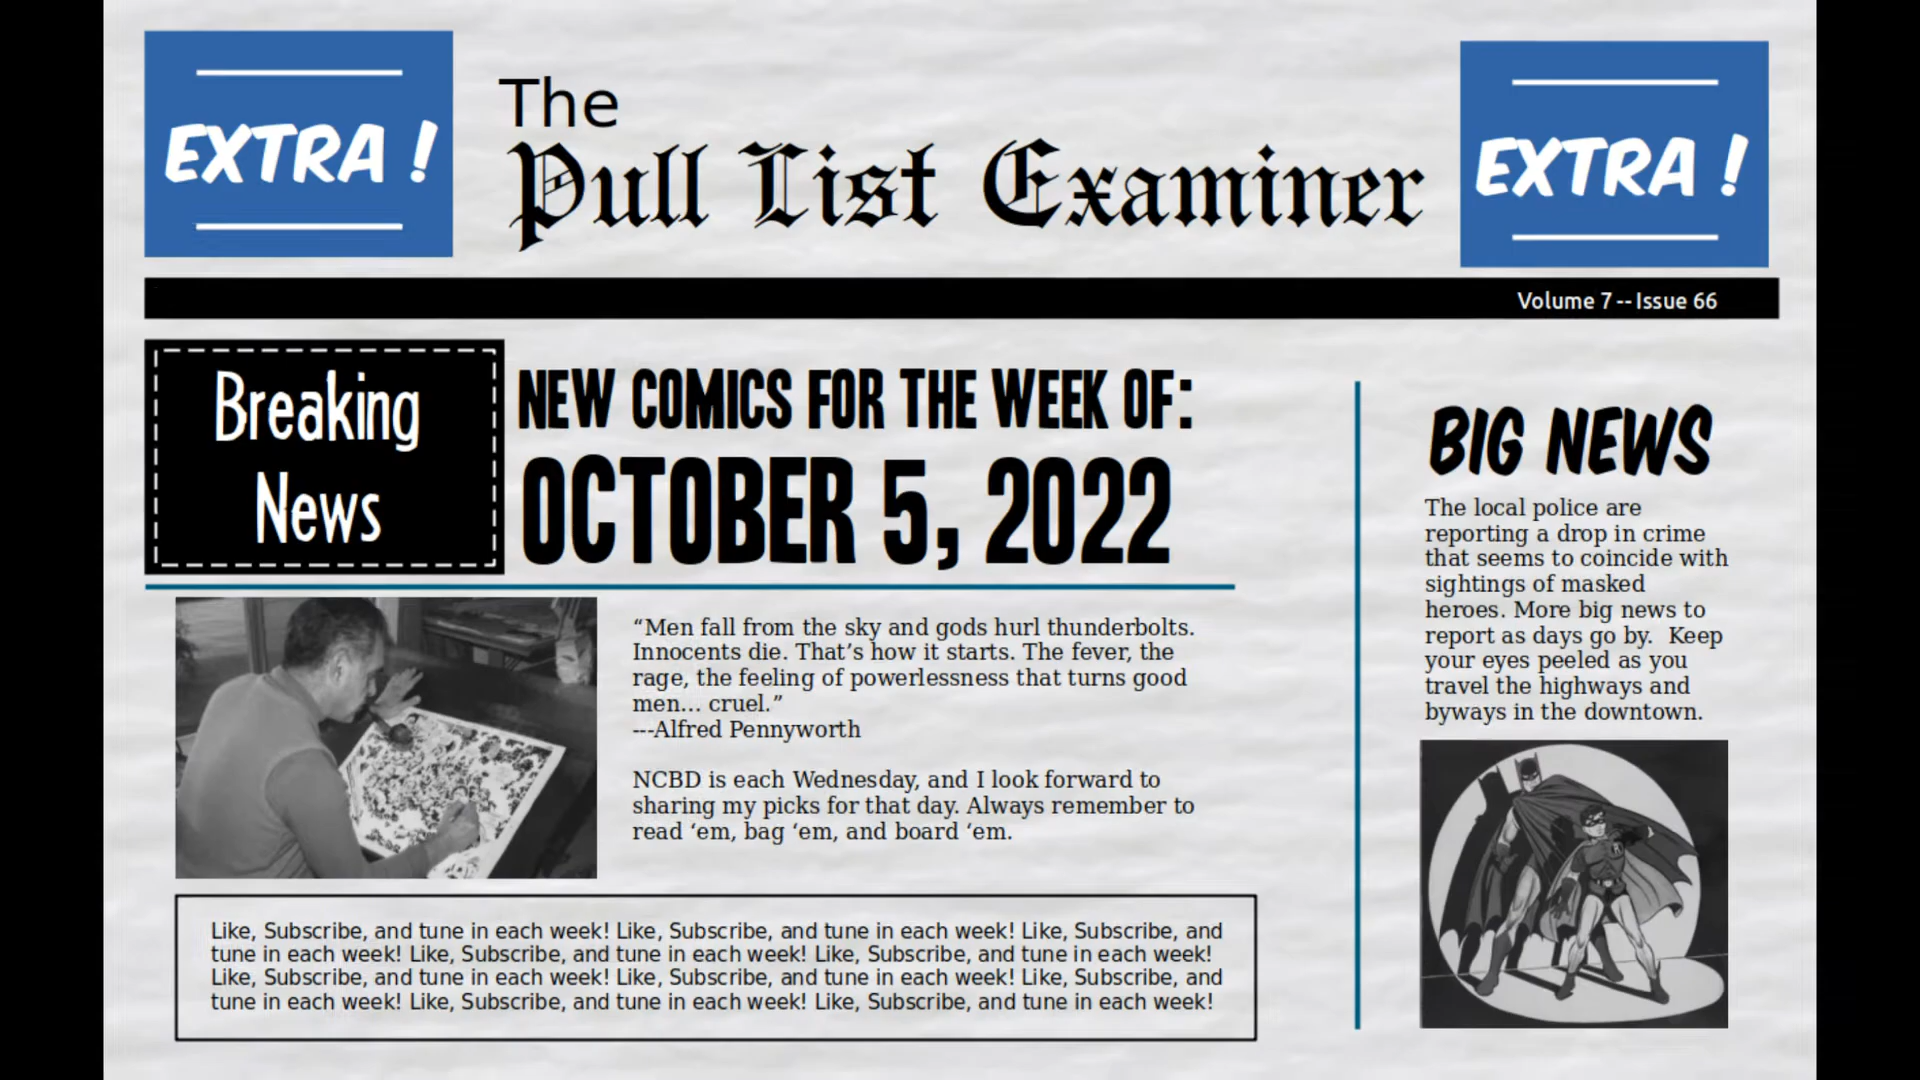 EXTRA !
The
Pull List Examiner
EXTRA !
Volume 7 -- Issue 66
Breaking
News
NEW COMICS FOR THE WEEK OF:
OCTOBER 5, 2022
“Men fall from the sky and gods hurl thunderbolts.
Innocents die. That’s how it starts. The fever, the
rage, the feeling of powerlessness that turns good
men... cruel.”
---Alfred Pennyworth
NCBD is each Wednesday, and I look forward to
sharing my picks for that day. Always remember to
read ‘em, bag ‘em, and board ‘em.
Like, Subscribe, and tune in each week! Like, Subscribe, and tune in each week! Like, Subscribe, and
tune in each week! Like, Subscribe, and tune in each week! Like, Subscribe, and tune in each week!
Like, Subscribe, and tune in each week! Like, Subscribe, and tune in each week! Like, Subscribe, and
tune in each week! Like, Subscribe, and tune in each week! Like, Subscribe, and tune in each week!
BIG NEWS
The local police are
reporting a drop in crime
that seems to coincide with
sightings of masked
heroes. More big news to
report as days go by.  Keep
your eyes peeled as you
travel the highways and
byways in the downtown.
R